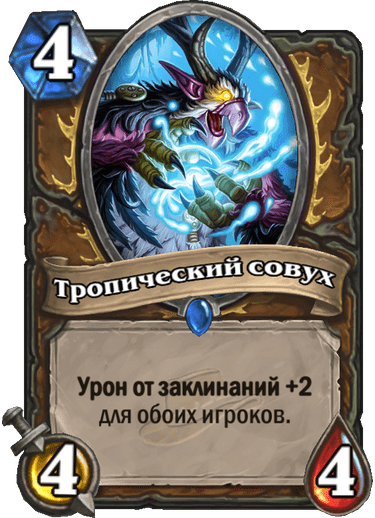 4
Тропический совух
Урон от заклинаний +2
для обоих игроков.
4 4